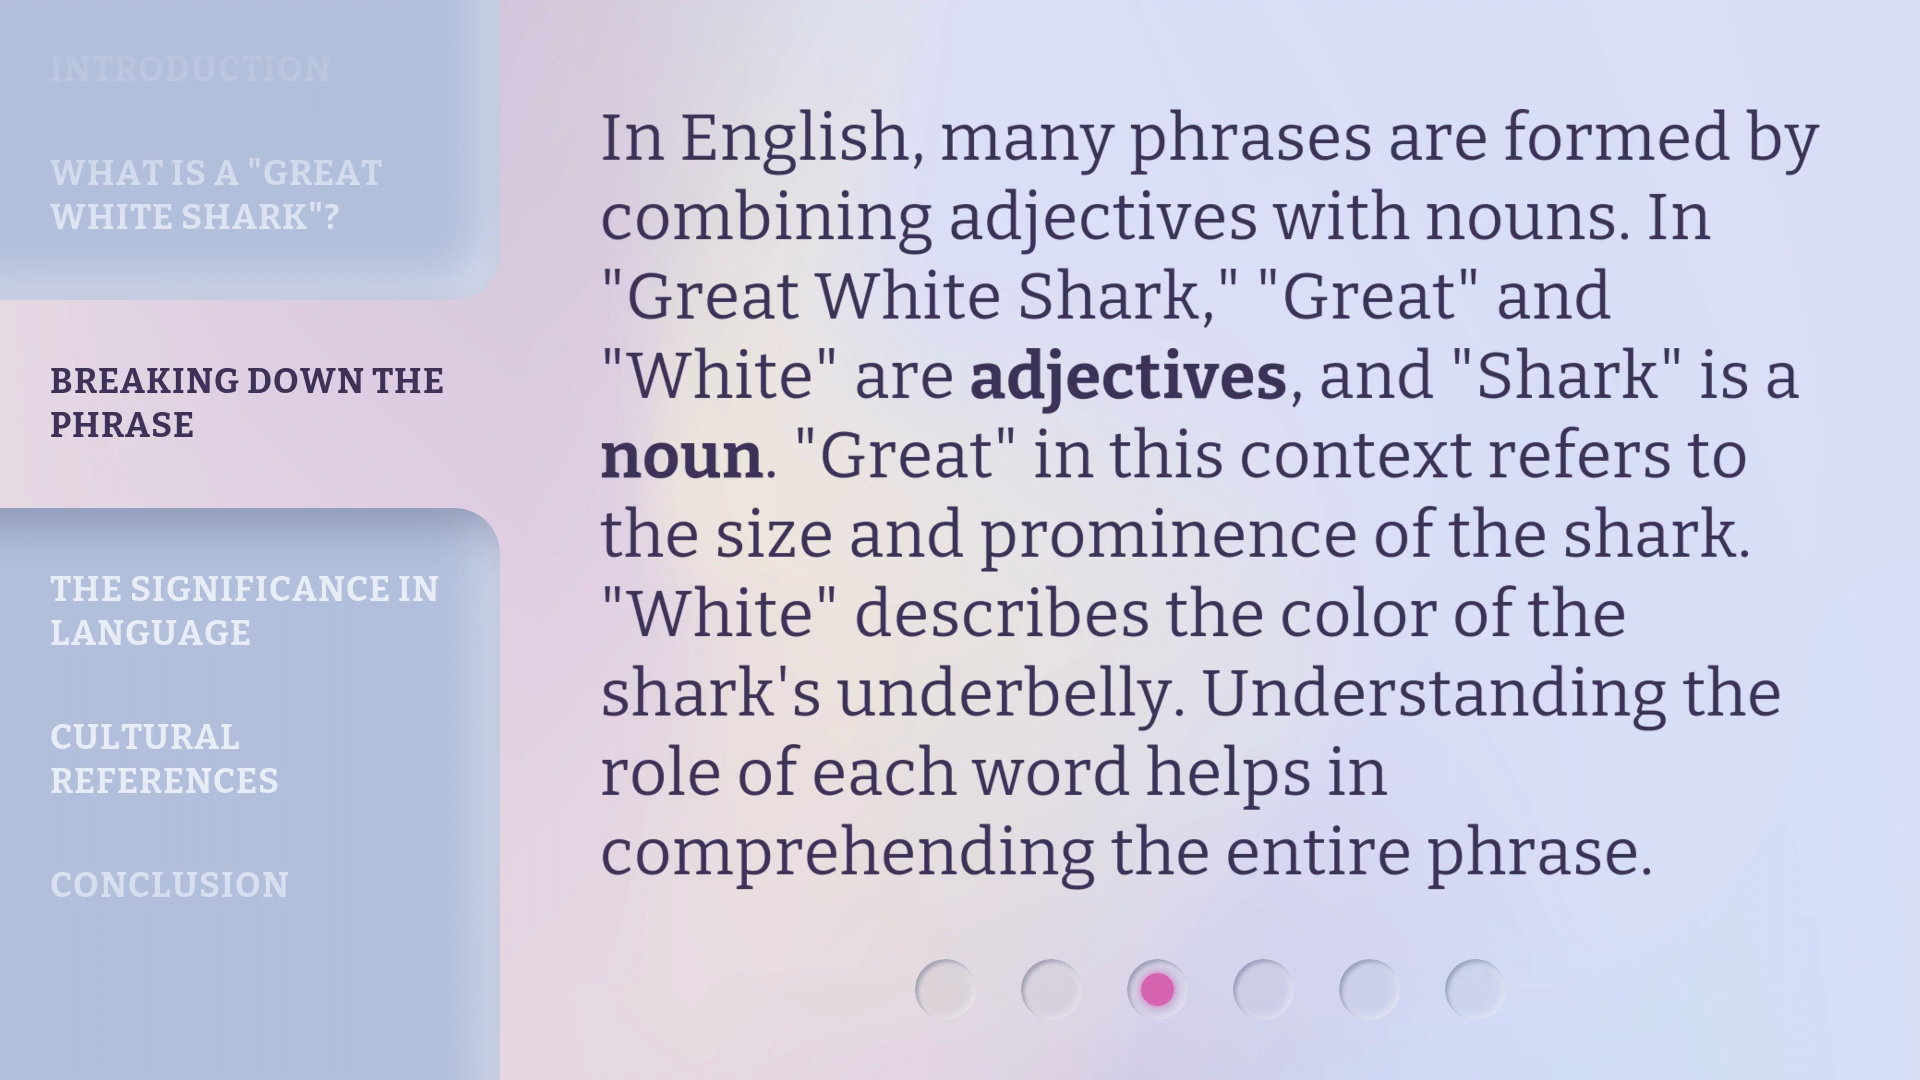 INTRODUCTION
WHAT IS A "GREAT
WHITE SHARK"?
BREAKING DOWN THE
PHRASE
THE SIGNIFICANCE IN
LANGUAGE
CULTURAL
REFERENCES
CONCLUSION
In English, many phrases are formed by
combining adjectives with nouns. In
"Great White Shark," "Great" and
"White" are adjectives, and "Shark" is a
noun. "Great" in this context refers to
the size and prominence of the shark.
"White" describes the color of the
shark's underbelly. Understanding the
role of each word helps in
comprehending the entire phrase.